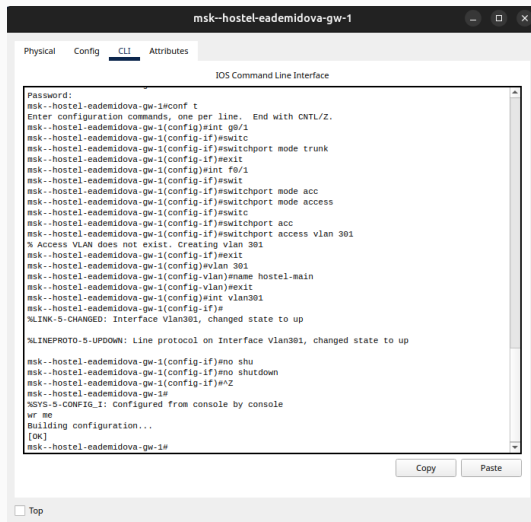 msk--hostel-eademidova-gw-1
Physical Config CLI Attributes
IOS Command Line Interface
Password:
msk--hostel-eademidova-gw-1#conf t
Enter configuration commands, one per line.  End with CNTL/Z.
msk--hostel-eademidova-gw-1(config)#int g0/1
msk--hostel-eademidova-gw-1(config-if)#switc
msk--hostel-eademidova-gw-1(config-if)#switchport mode trunk
msk--hostel-eademidova-gw-1(config-if)#exit
msk--hostel-eademidova-gw-1(config)#int f0/1
msk--hostel-eademidova-gw-1(config-if)#swit
msk--hostel-eademidova-gw-1(config-if)#switchport mode acc
msk--hostel-eademidova-gw-1(config-if)#switchport mode access
msk--hostel-eademidova-gw-1(config-if)#switc
msk--hostel-eademidova-gw-1(config-if)#switchport acc
msk--hostel-eademidova-gw-1(config-if)#switchport access vlan 301
% Access VLAN does not exist. Creating vlan 301
msk--hostel-eademidova-gw-1(config-if)#exit
msk--hostel-eademidova-gw-1(config)#vlan 301
msk--hostel-eademidova-gw-1(config-vlan)#name hostel-main
msk--hostel-eademidova-gw-1(config-vlan)#exit
msk--hostel-eademidova-gw-1(config)#int vlan301
msk--hostel-eademidova-gw-1(config-if)#
%LINK-5-CHANGED: Interface Vlan301, changed state to up
%LINEPROTO-5-UPDOWN: Line protocol on Interface Vlan301, changed state to up
msk--hostel-eademidova-gw-1(config-if)#no shu
msk--hostel-eademidova-gw-1(config-if)#no shutdown
msk--hostel-eademidova-gw-1(config-if)#^Z
msk--hostel-eademidova-gw-1#
%SYS-5-CONFIG_I: Configured from console by console
wr me
Building configuration...
[OK]
msk--hostel-eademidova-gw-1#
Copy Paste
Top